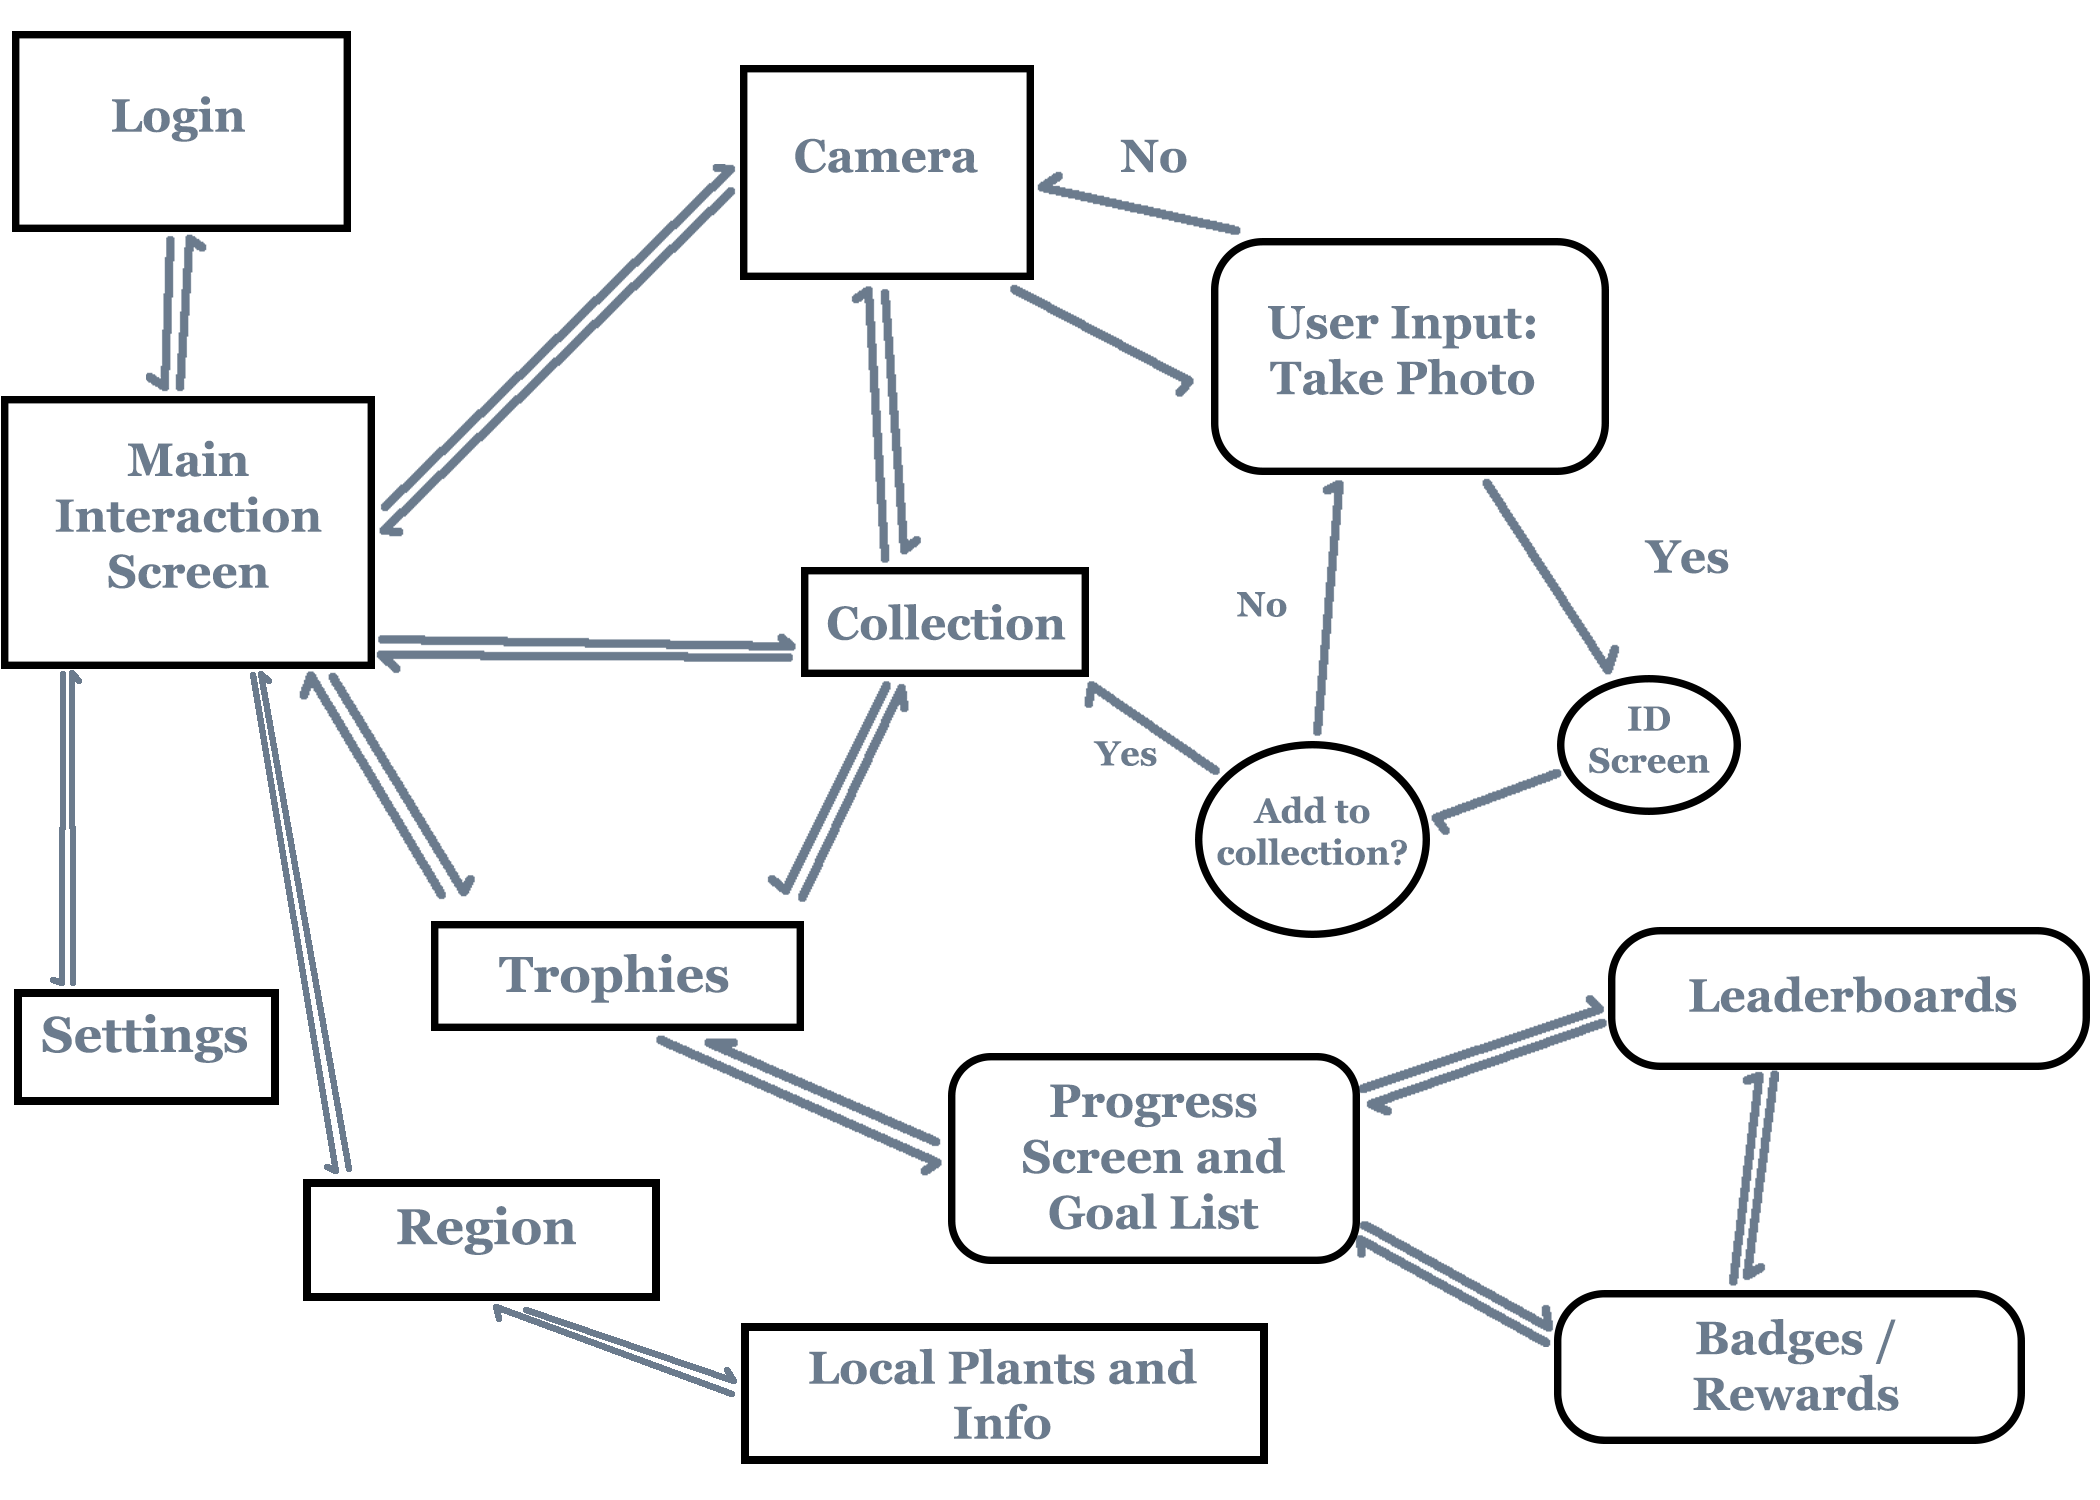 Login
Camera
No
User Input:
Take Photo
Main
Interaction
Screen
Yes
No
Collection
ID
Screen
Yes
Add to
collection?
Trophies
Leaderboards
Settings
Progress
Screen and
Goal List
Region
Local Plants and
Info
Badges /
Rewards